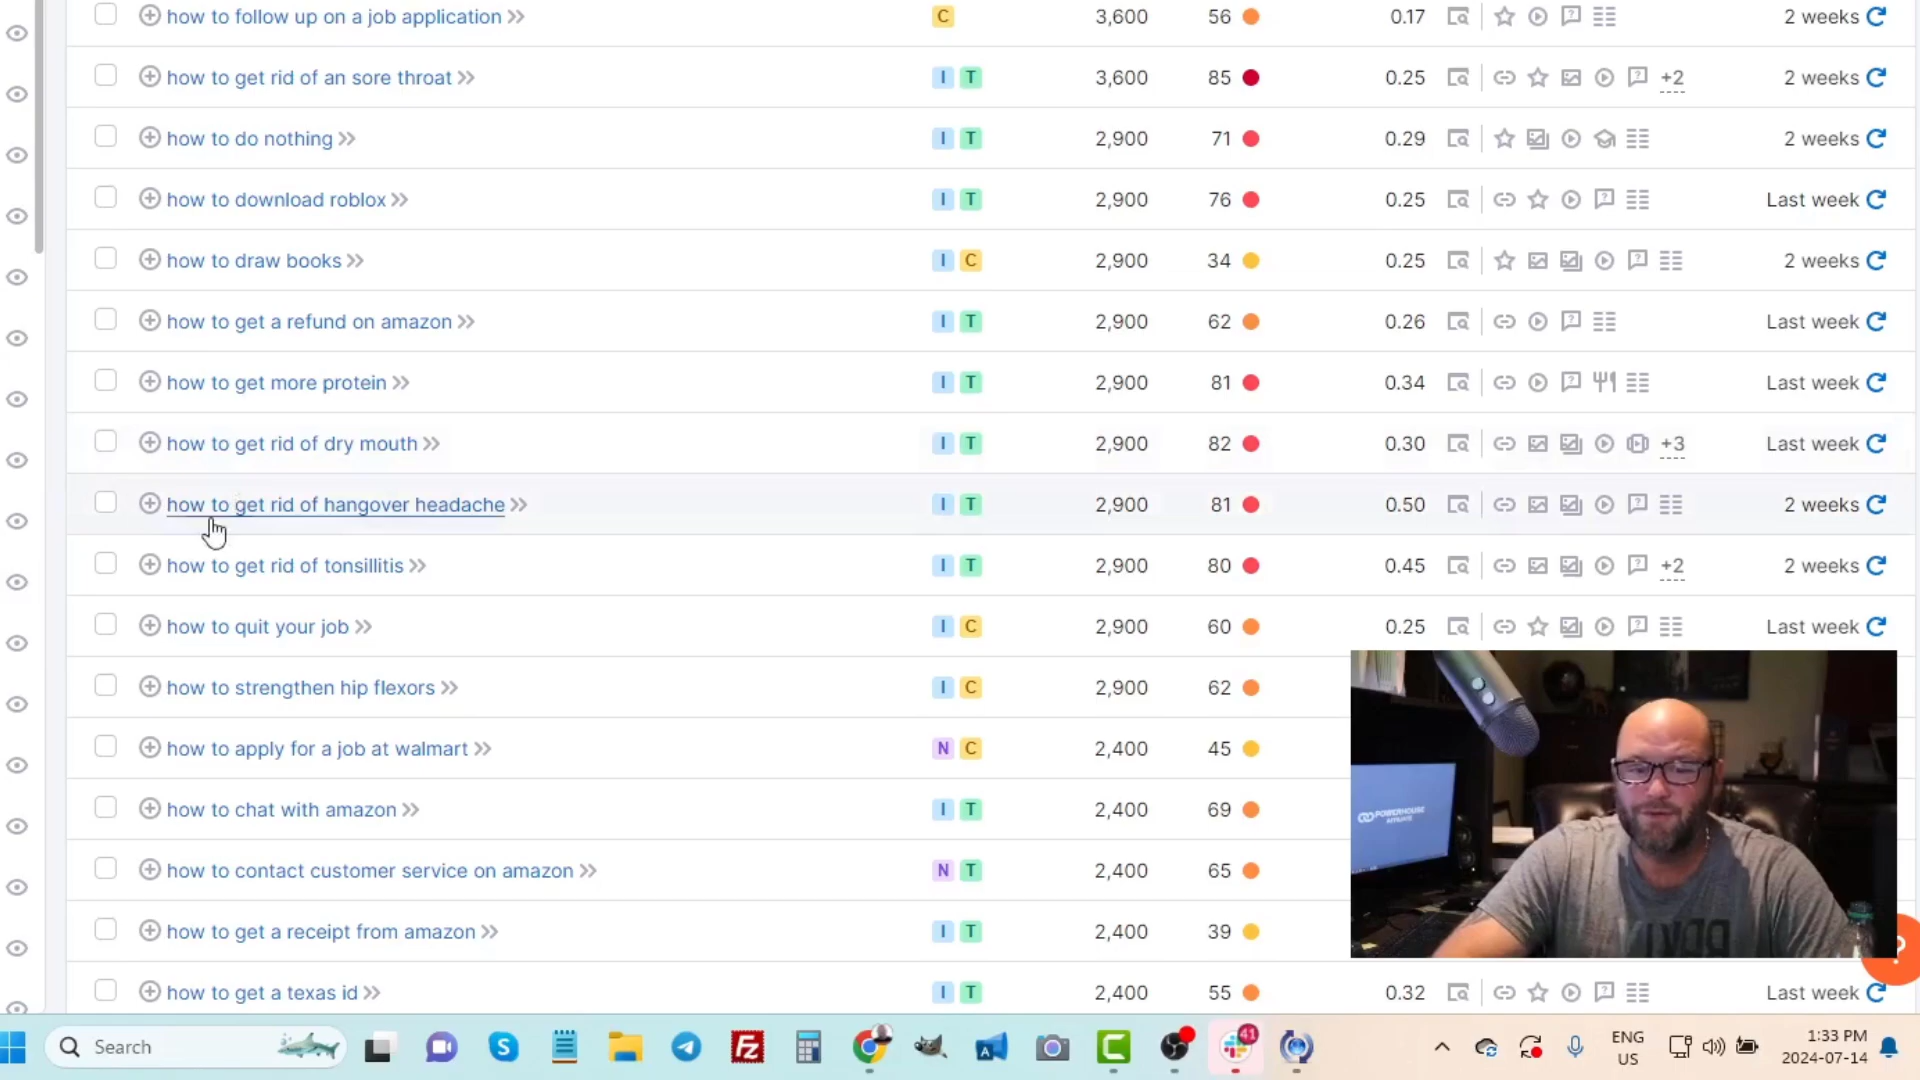 how to follow up on a job application C 3,600 56 0.17 2 weeks
how to get rid of an sore throat I T 3,600 85 0.25 +2 2 weeks
how to do nothing I T 2,900 71 0.29 2 weeks
how to download roblox I T 2,900 76 0.25 Last week
how to draw books I C 2,900 34 0.25 2 weeks
how to get a refund on amazon I T 2,900 62 0.26 Last week
how to get more protein I T 2,900 81 0.34 Last week
how to get rid of dry mouth I T 2,900 82 0.30 +3 Last week
how to get rid of hangover headache I T 2,900 81 0.50 2 weeks
how to get rid of tonsillitis I T 2,900 80 0.45 +2 2 weeks
how to quit your job I C 2,900 60 0.25 Last week
how to strengthen hip flexors I C 2,900 62
how to apply for a job at walmart N C 2,400 45
how to chat with amazon I T 2,400 69
POWERHOUSE
AFFILIATE
how to contact customer service on amazon N T 2,400 65
how to get a receipt from amazon I T 2,400 39
how to get a texas id I T 2,400 55 0.32 Last week
Search 41 ENG 1:33 PM
US 2024-07-14